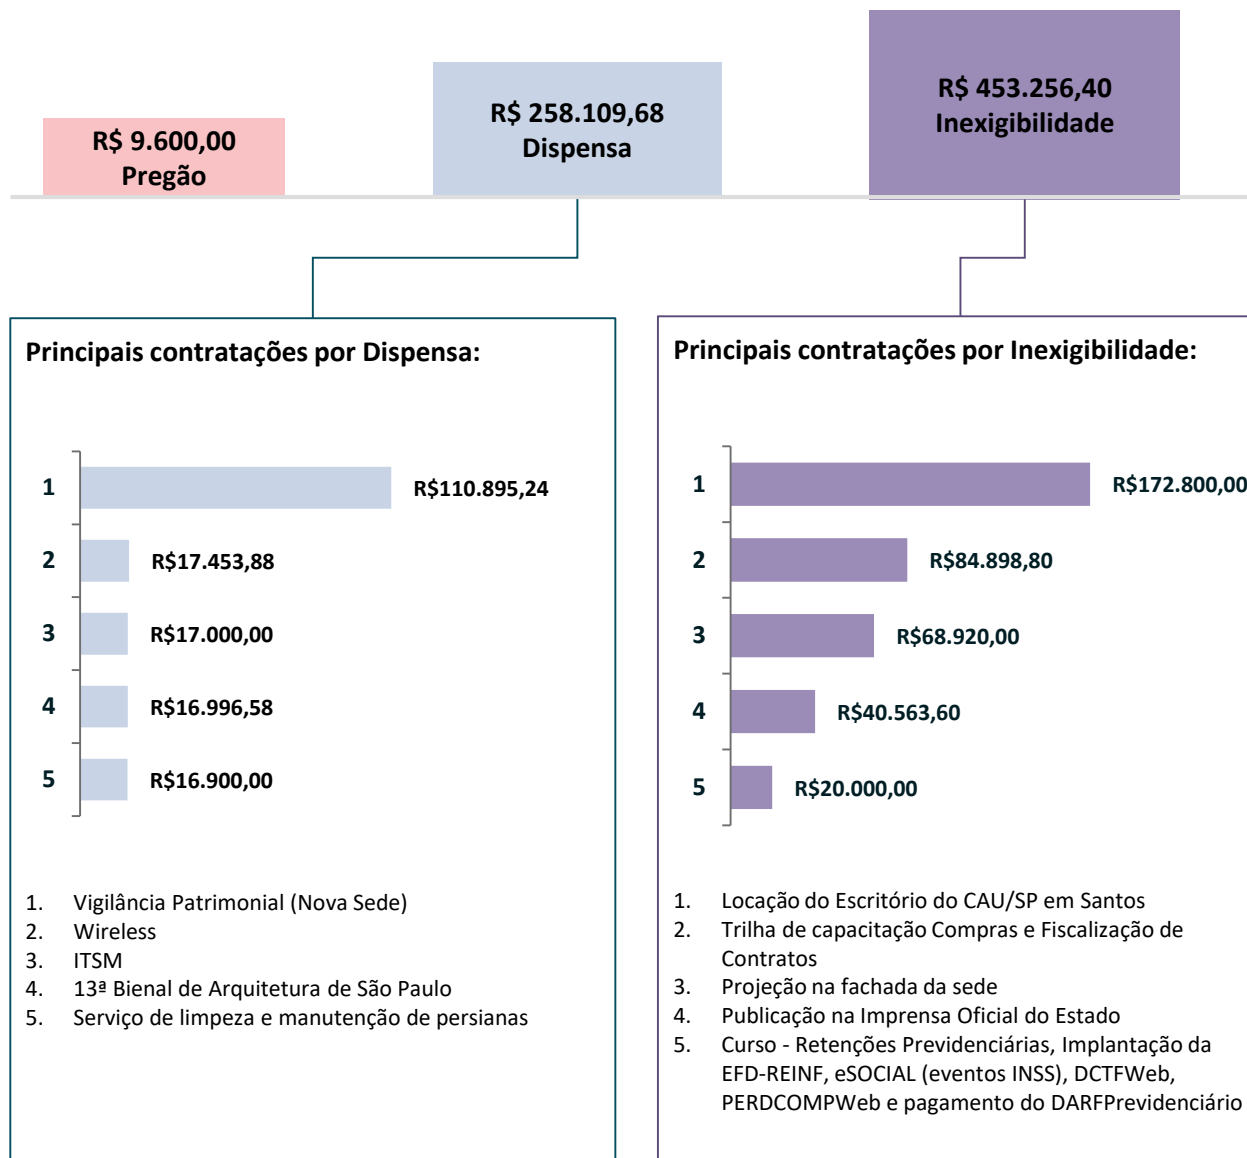 R$ 9.600,00
Pregão
R$ 258.109,68
Dispensa
R$ 453.256,40
Inexigibilidade
Principais contratações por Dispensa:
1 R$110.895,24
2 R$17.453,88
3 R$17.000,00
4 R$16.996,58
5 R$16.900,00
1. Vigilância Patrimonial (Nova Sede)
2. Wireless
3. ITSM
4. 13ª Bienal de Arquitetura de São Paulo
5. Serviço de limpeza e manutenção de persianas
Principais contratações por Inexigibilidade:
1 R$172.800,00
2 R$84.898,80
3 R$68.920,00
4 R$40.563,60
5 R$20.000,00
1. Locação do Escritório do CAU/SP em Santos
2. Trilha de capacitação Compras e Fiscalização de
Contratos
3. Projeção na fachada da sede
4. Publicação na Imprensa Oficial do Estado
5. Curso - Retenções Previdenciárias, Implantação da
EFD-REINF, eSOCIAL (eventos INSS), DCTFWeb,
PERDCOMPWeb e pagamento do DARFPrevidenciário